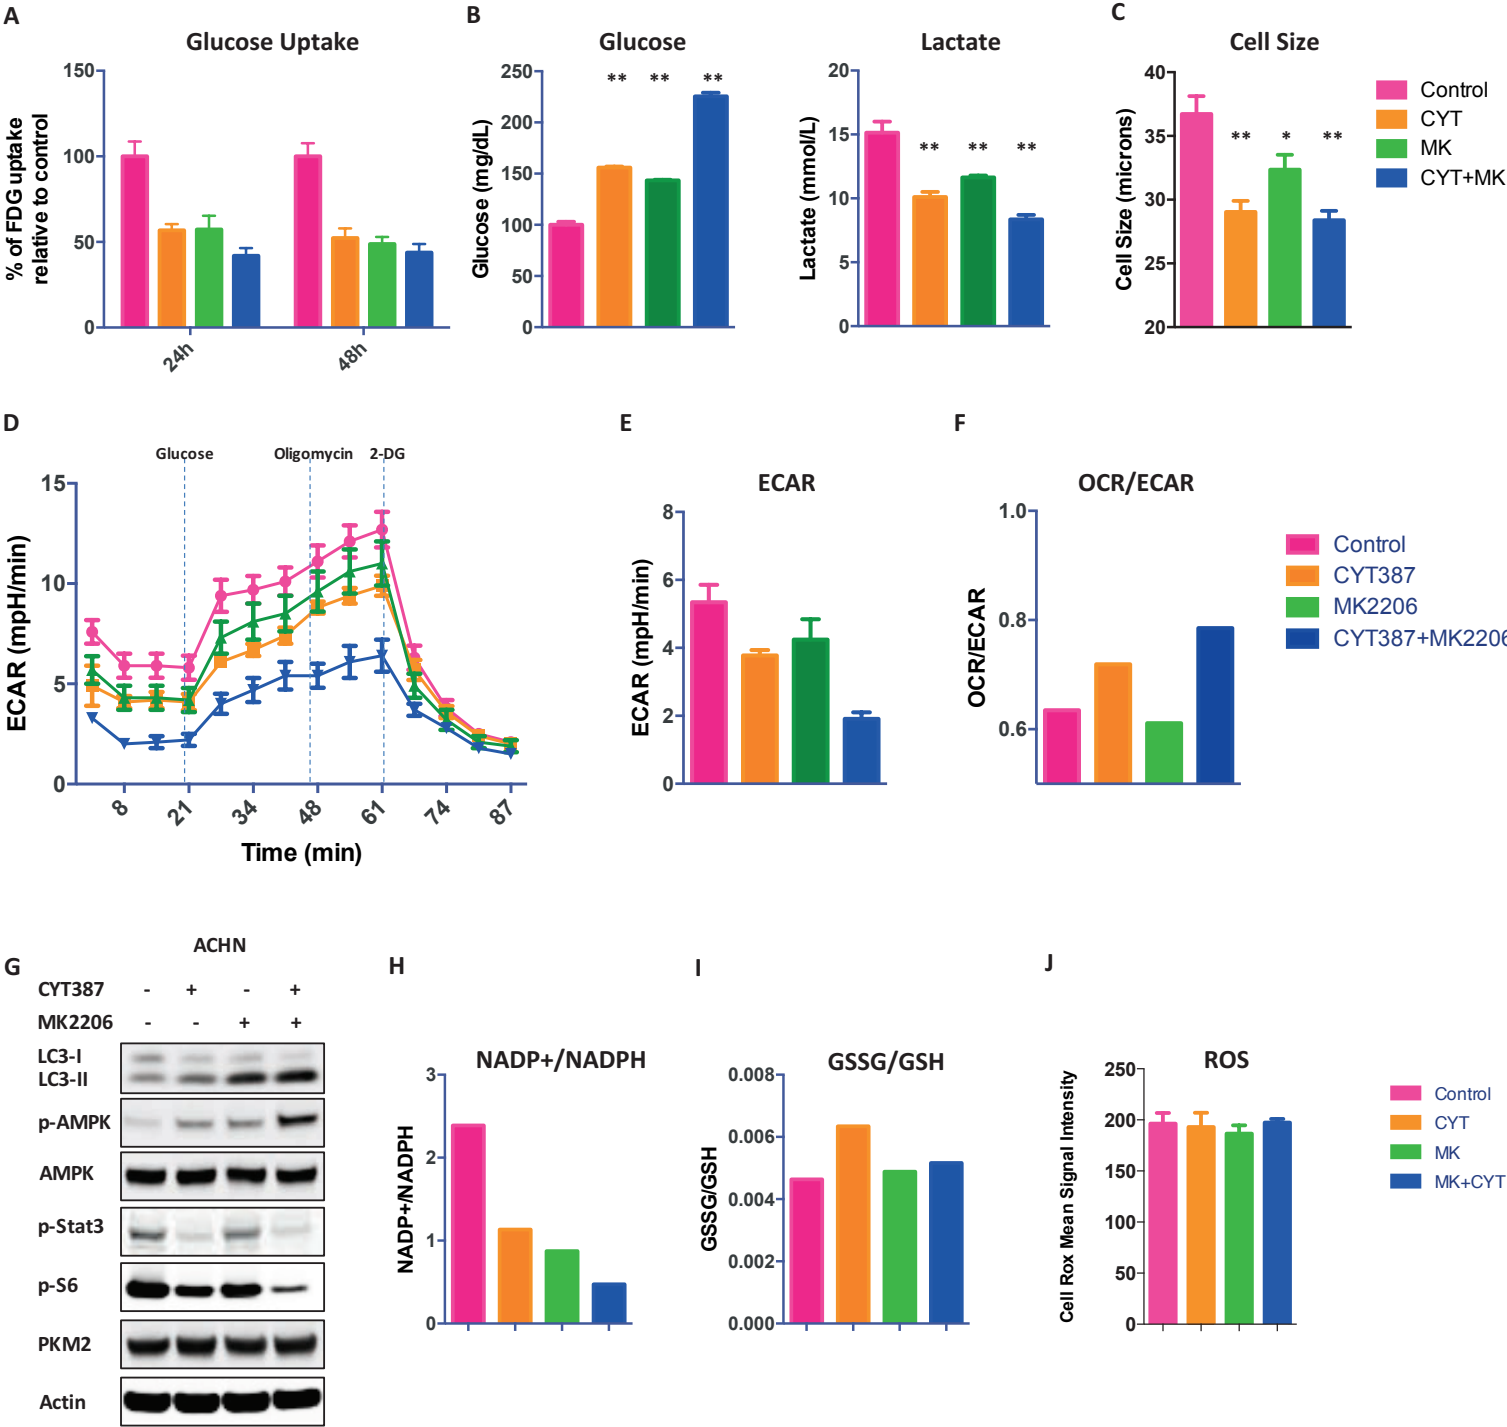 A
Glucose Uptake
% of FDG uptake
relative to control
150
100
50
0
24h
48h
B
Glucose
Glucose (mg/dL)
250
200
150
100
50
0
** ** **
Lactate
Lactate (mmol/L)
20
15
10
5
0
** ** **
C
Cell Size
Cell Size (microns)
40
35
30
25
20
** * **
Control
CYT
MK
CYT+MK
D
Glucose Oligomycin 2-DG
ECAR (mpH/min)
15
10
5
0
8 21 34 48 61 74 87
Time (min)
E
ECAR
ECAR (mpH/min)
8
6
4
2
0
F
OCR/ECAR
OCR/ECAR
1.0
0.8
0.6
Control
CYT387
MK2206
CYT387+MK2206
G
ACHN
CYT387 - + - +
MK2206 - - + +
LC3-I
LC3-II
p-AMPK
AMPK
p-Stat3
p-S6
PKM2
Actin
H
NADP+/NADPH
NADP+/NADPH
3
2
1
0
I
GSSG/GSH
GSSG/GSH
0.008
0.006
0.004
0.002
0.000
J
ROS
Cell Rox Mean Signal Intensity
250
200
150
100
50
0
Control
CYT
MK
MK+CYT